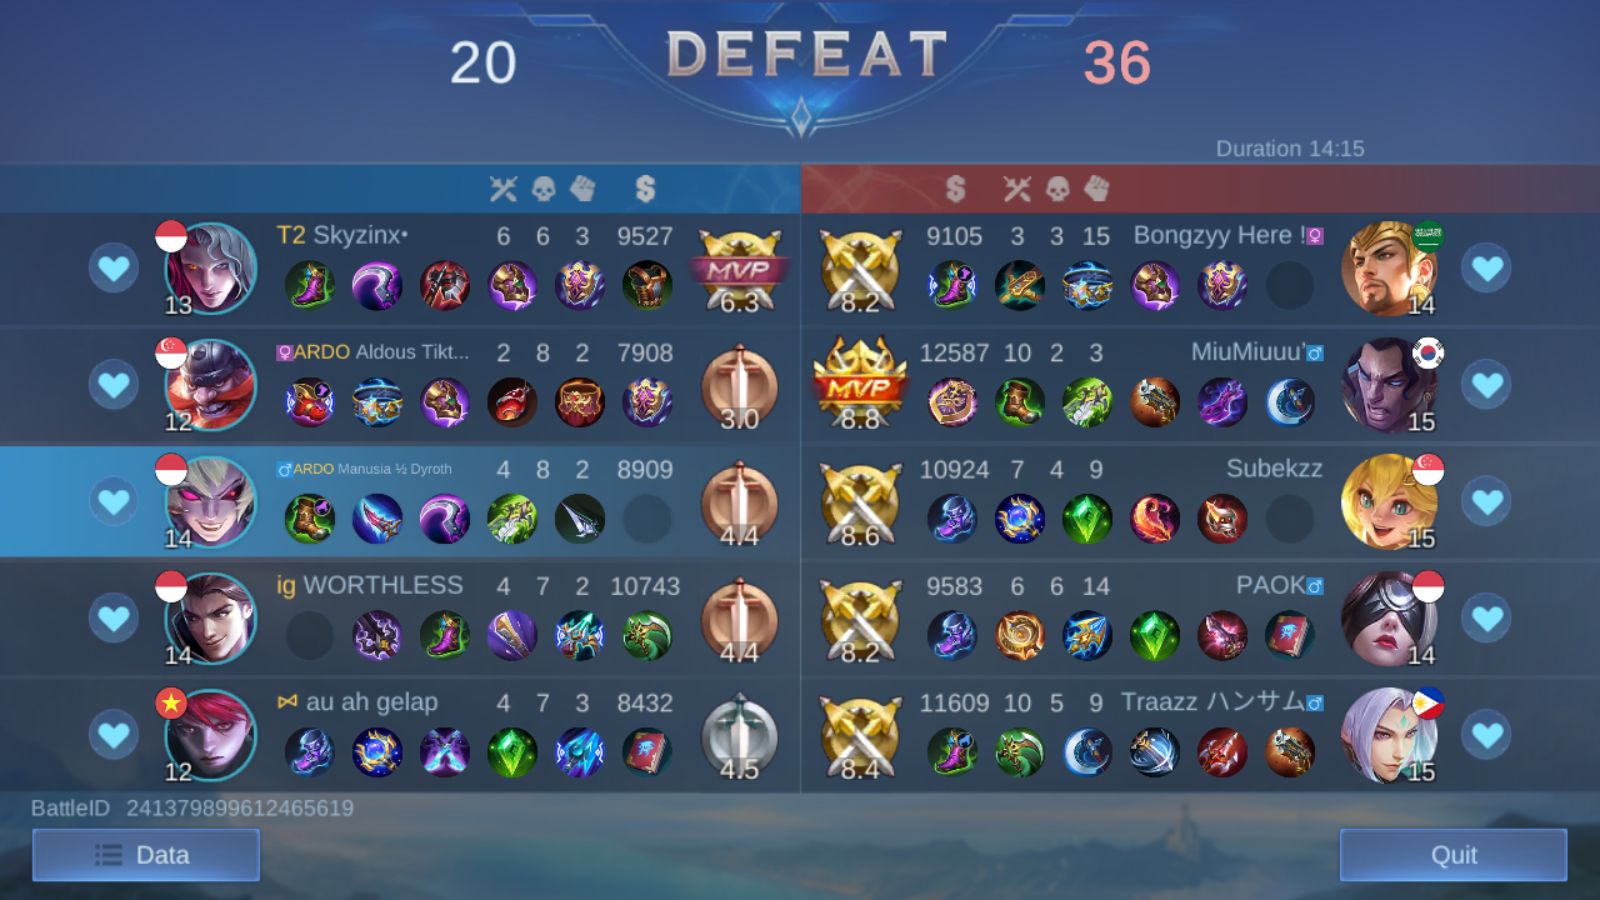 20 DEFEAT 36
Duration 14:15
T2 Skyzinx• 6 6 3 9527 MVP 6.3 13
8.2 9105 3 3 15 Bongzyy Here ! 14
ARDO Aldous Tikt... 2 8 2 7908 3.0 12
MVP 8.8 12587 10 2 3 MiuMiuuu' 15
ARDO Manusia ½ Dyroth 4 8 2 8909 4.4 14
8.6 10924 7 4 9 Subekzz 15
ig WORTHLESS 4 7 2 10743 4.4 14
8.2 9583 6 6 14 PAOK 14
⋈ au ah gelap 4 7 3 8432 4.5 12
8.4 11609 10 5 9 Traazz ハンサム 15
BattleID 241379899612465619
Data
Quit